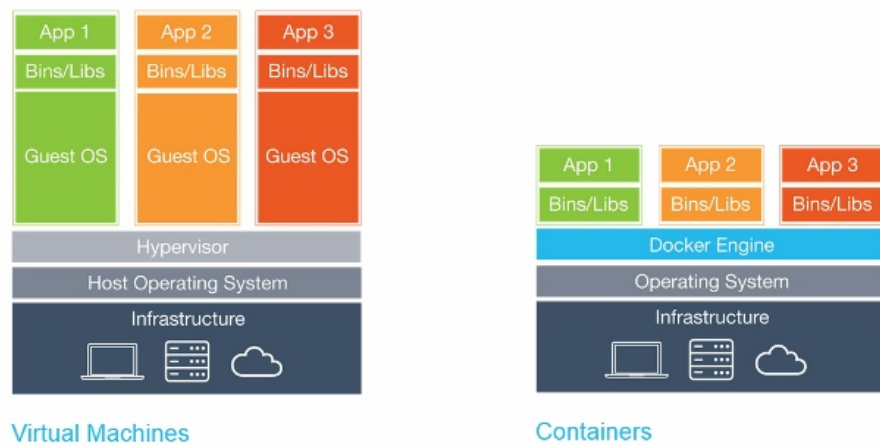 App 1
App 2
App 3
Bins/Libs
Bins/Libs
Bins/Libs
Guest OS
Guest OS
Guest OS
Hypervisor
Host Operating System
Infrastructure
Virtual Machines
App 1
App 2
App 3
Bins/Libs
Bins/Libs
Bins/Libs
Docker Engine
Operating System
Infrastructure
Containers